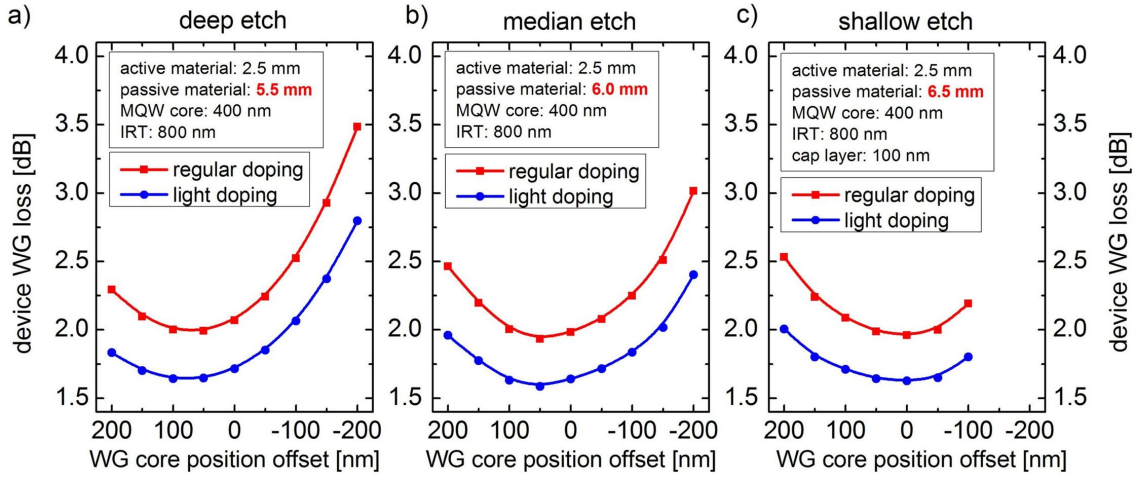 a)
deep etch
4.0
3.5
3.0
2.5
2.0
1.5
device WG loss [dB]
active material: 2.5 mm
passive material: 5.5 mm
MQW core: 400 nm
IRT: 800 nm
regular doping
light doping
200 100 0 -100 -200
WG core position offset [nm]
b)
median etch
4.0
3.5
3.0
2.5
2.0
1.5
active material: 2.5 mm
passive material: 6.0 mm
MQW core: 400 nm
IRT: 800 nm
regular doping
light doping
200 100 0 -100 -200
WG core position offset [nm]
c)
shallow etch
4.0
3.5
3.0
2.5
2.0
1.5
active material: 2.5 mm
passive material: 6.5 mm
MQW core: 400 nm
IRT: 800 nm
cap layer: 100 nm
regular doping
light doping
200 100 0 -100 -200
WG core position offset [nm]
4.0
3.5
3.0
2.5
2.0
1.5
device WG loss [dB]